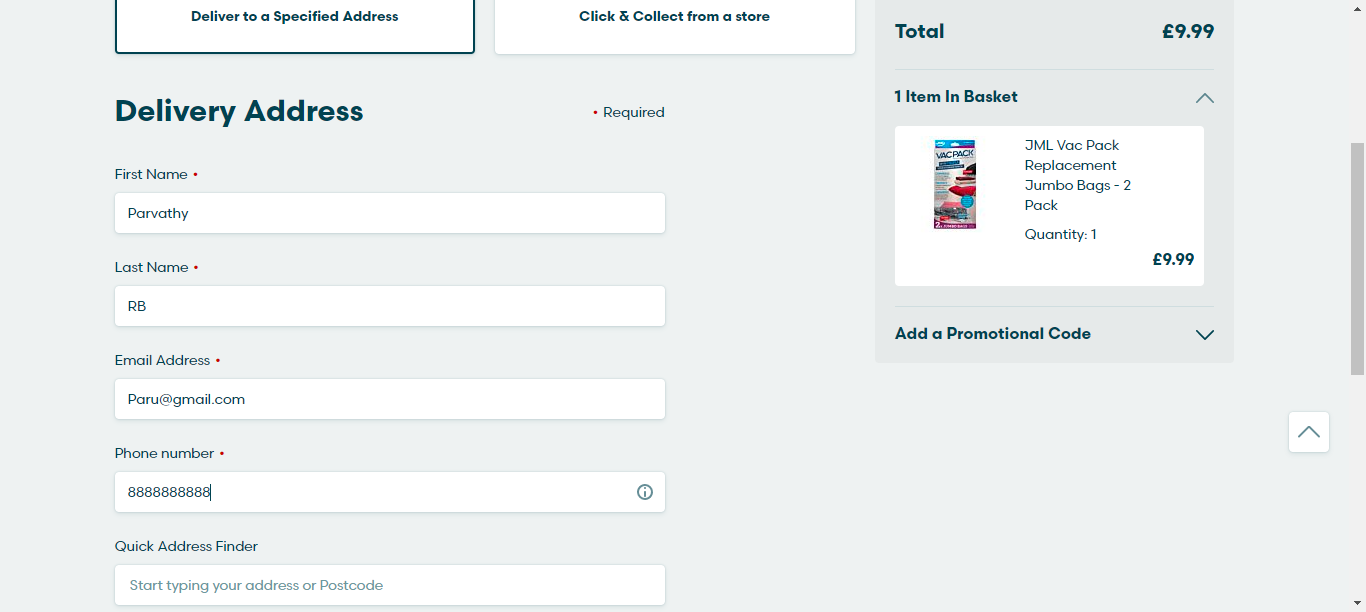 Deliver to a Specified Address
Click & Collect from a store
Delivery Address
• Required
First Name •
Parvathy
Last Name •
RB
Email Address •
Paru@gmail.com
Phone number •
8888888888
Quick Address Finder
Start typing your address or Postcode
Total £9.99
1 Item In Basket
VACPACK
JML Vac Pack
Replacement
Jumbo Bags - 2
Pack
Quantity: 1
£9.99
Add a Promotional Code